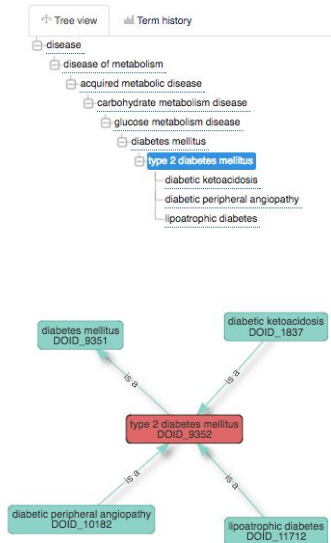 Tree view Term history
disease
disease of metabolism
acquired metabolic disease
carbohydrate metabolism disease
glucose metabolism disease
diabetes mellitus
type 2 diabetes mellitus
diabetic ketoacidosis
diabetic peripheral angiopathy
lipoatrophic diabetes
diabetes mellitus
DOID_9351
diabetic ketoacidosis
DOID_1837
is a
is a
type 2 diabetes mellitus
DOID_9352
is a
is a
diabetic peripheral angiopathy
DOID_10182
lipoatrophic diabetes
DOID_11712